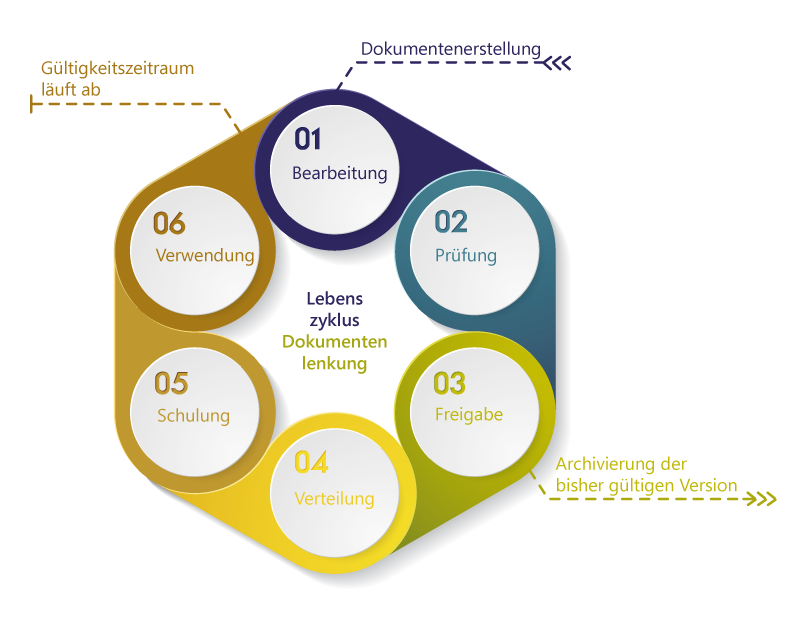 Dokumentenerstellung
Gültigkeitszeitraum
läuft ab
01
Bearbeitung
02
Prüfung
03
Freigabe
04
Verteilung
05
Schulung
06
Verwendung
Lebens
zyklus
Dokumenten
lenkung
Archivierung der
bisher gültigen Version